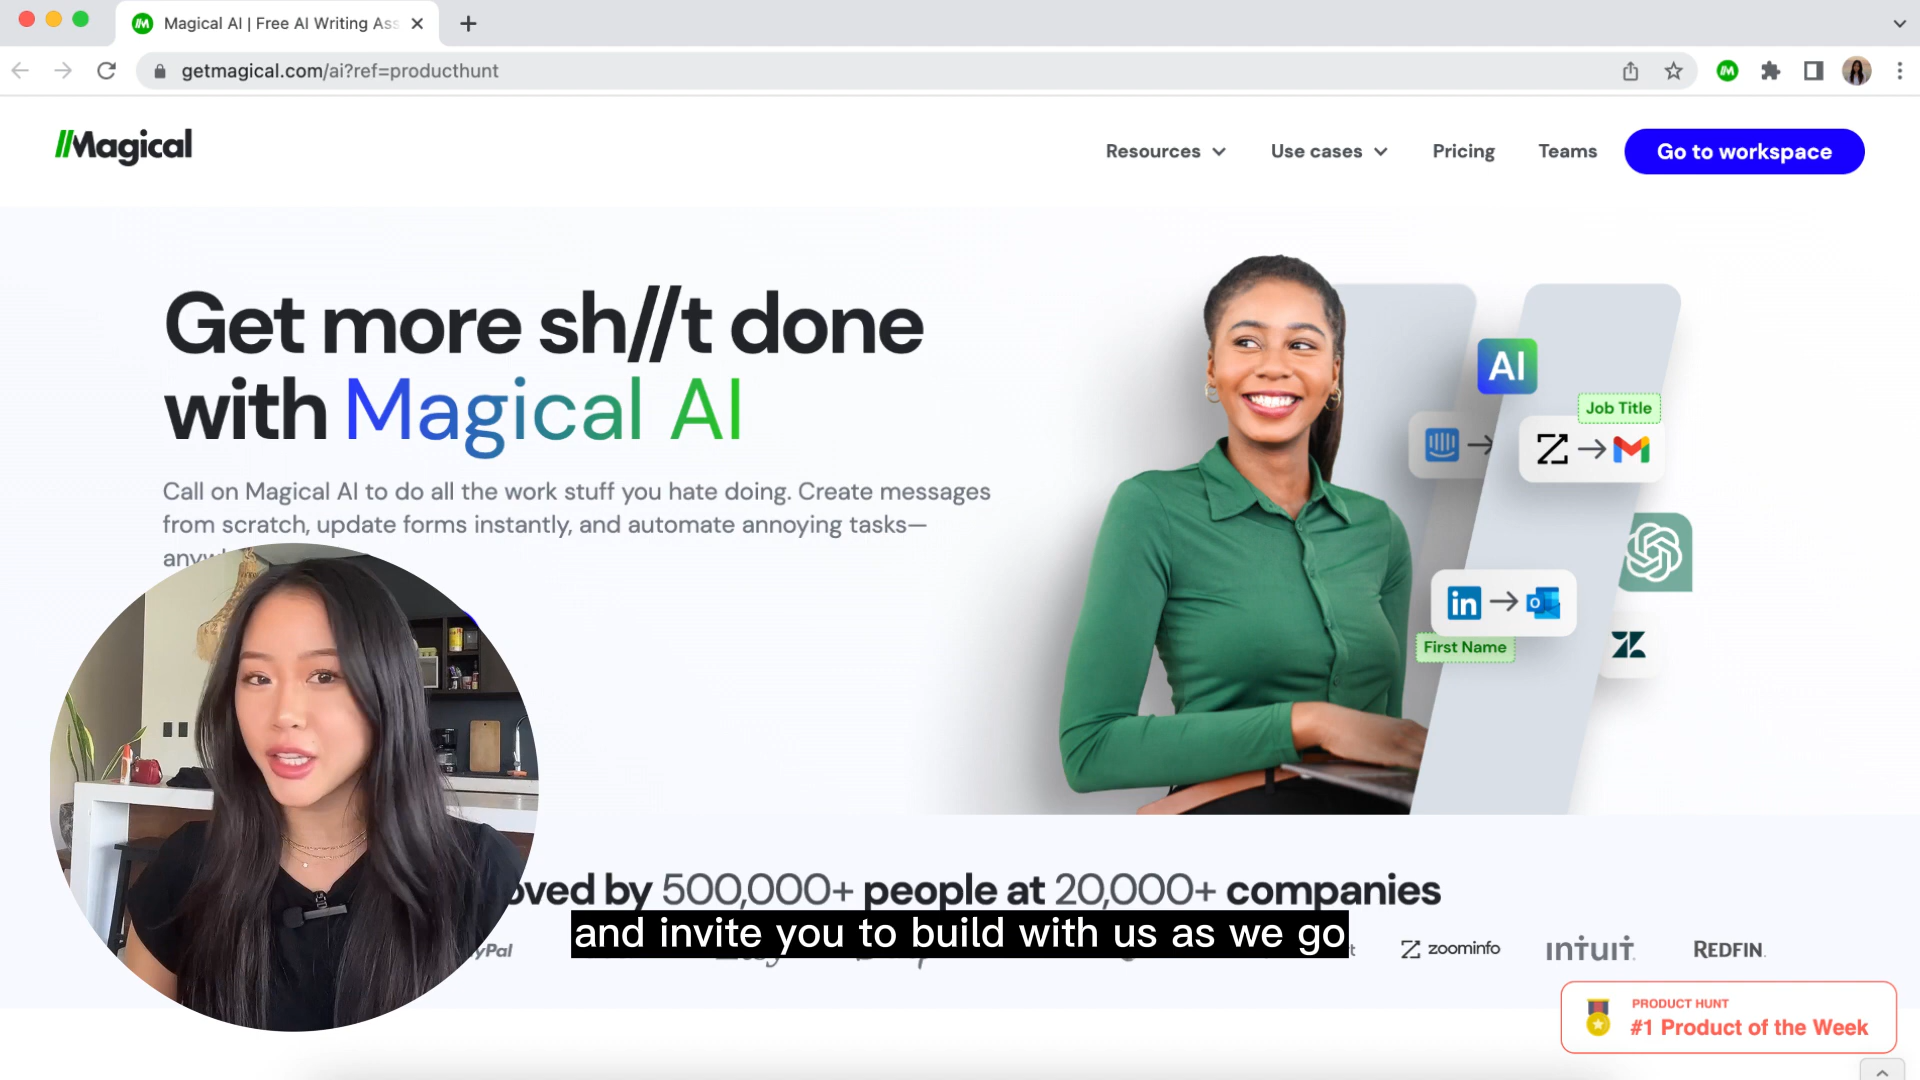 Magical AI | Free AI Writing Ass
getmagical.com/ai?ref=producthunt
Magical
Resources
Use cases
Pricing
Teams
Go to workspace
Get more sh//t done
with Magical AI
Call on Magical AI to do all the work stuff you hate doing. Create messages
from scratch, update forms instantly, and automate annoying tasks—
AI
Job Title
in
First Name
by 500,000+ people at 20,000+ companies
and invite you to build with us as we go
zoominfo
intuit
REDFIN
PRODUCT HUNT
#1 Product of the Week